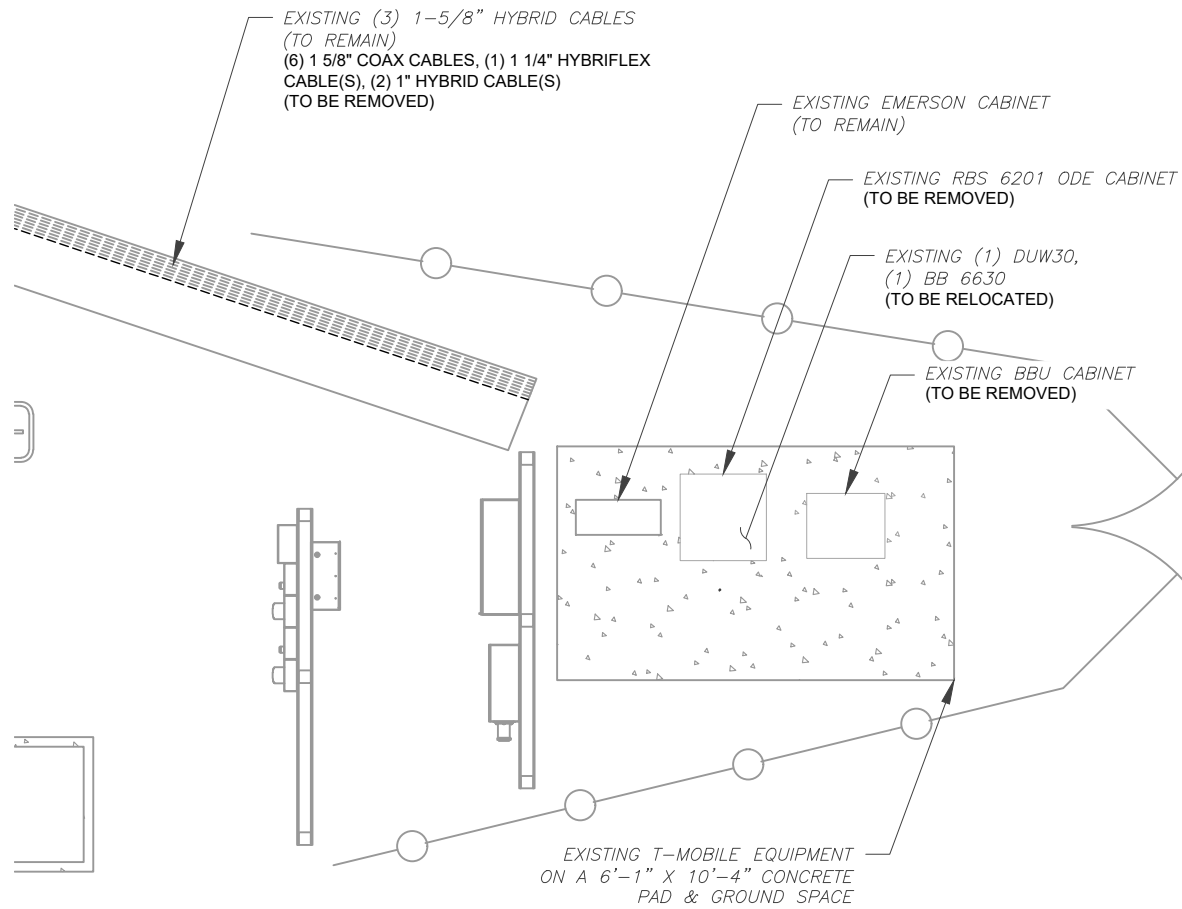 EXISTING (3) 1-5/8" HYBRID CABLES
(TO REMAIN)
(6) 1 5/8" COAX CABLES, (1) 1 1/4" HYBRIFLEX
CABLE(S), (2) 1" HYBRID CABLE(S)
(TO BE REMOVED)
EXISTING EMERSON CABINET
(TO REMAIN)
EXISTING RBS 6201 ODE CABINET
(TO BE REMOVED)
EXISTING (1) DUW30,
(1) BB 6630
(TO BE RELOCATED)
EXISTING BBU CABINET
(TO BE REMOVED)
EXISTING T-MOBILE EQUIPMENT
ON A 6'-1" X 10'-4" CONCRETE
PAD & GROUND SPACE